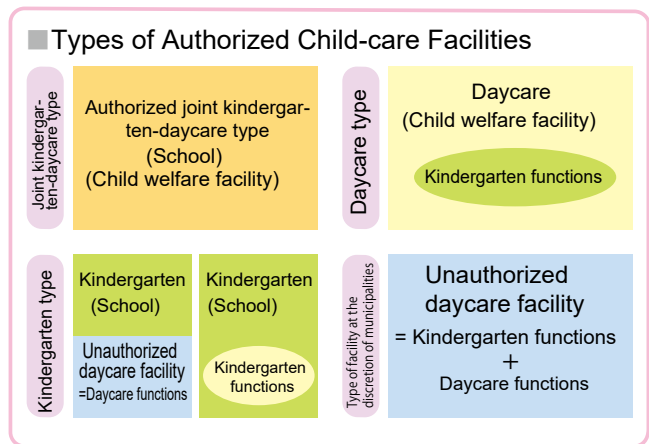 Types of Authorized Child-care Facilities
Joint kindergar-
ten-daycare type
Authorized joint kindergar-
ten-daycare type
(School)
(Child welfare facility)
Daycare type
Daycare
(Child welfare facility)
Kindergarten functions
Kindergarten type
Kindergarten
(School)
Unauthorized
daycare facility
=Daycare functions
Kindergarten
(School)
Kindergarten
functions
Type of facility at the
discretion of municipalities
Unauthorized
daycare facility
= Kindergarten functions
+
Daycare functions